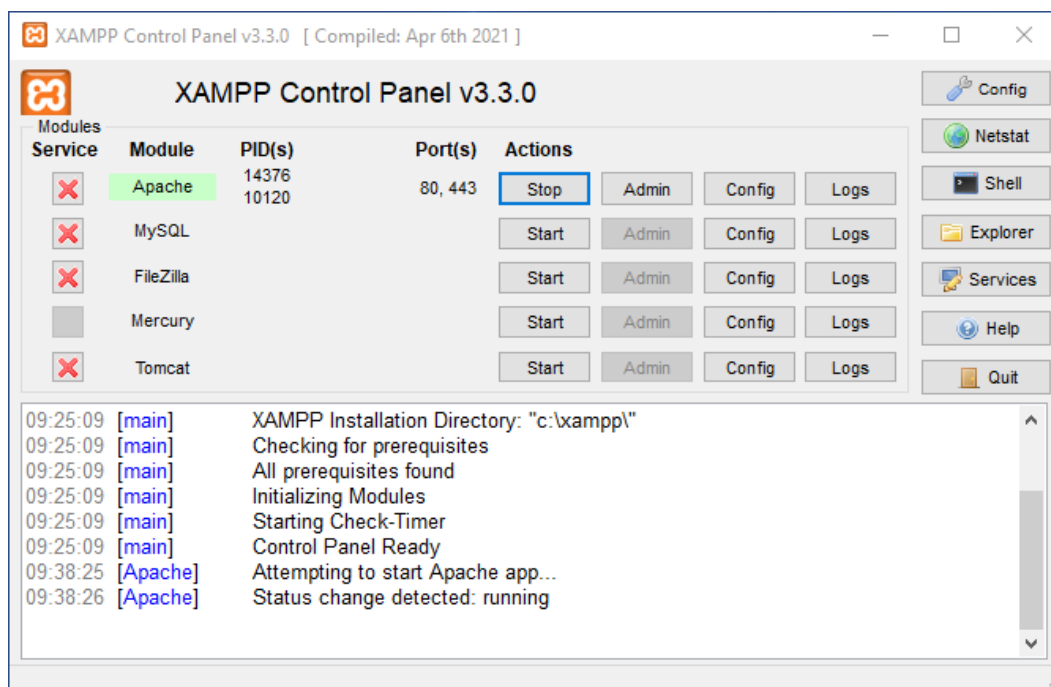 XAMPP Control Panel v3.3.0 [ Compiled: Apr 6th 2021 ]
XAMPP Control Panel v3.3.0
Config
Modules
Service Module PID(s) Port(s) Actions
Netstat
Apache 14376 80, 443 Stop Admin Config Logs
10120
Shell
MySQL Start Admin Config Logs
Explorer
FileZilla Start Admin Config Logs
Services
Mercury Start Admin Config Logs
Help
Tomcat Start Admin Config Logs
Quit
09:25:09 [main] XAMPP Installation Directory: "c:\xampp\"
09:25:09 [main] Checking for prerequisites
09:25:09 [main] All prerequisites found
09:25:09 [main] Initializing Modules
09:25:09 [main] Starting Check-Timer
09:25:09 [main] Control Panel Ready
09:38:25 [Apache] Attempting to start Apache app...
09:38:26 [Apache] Status change detected: running